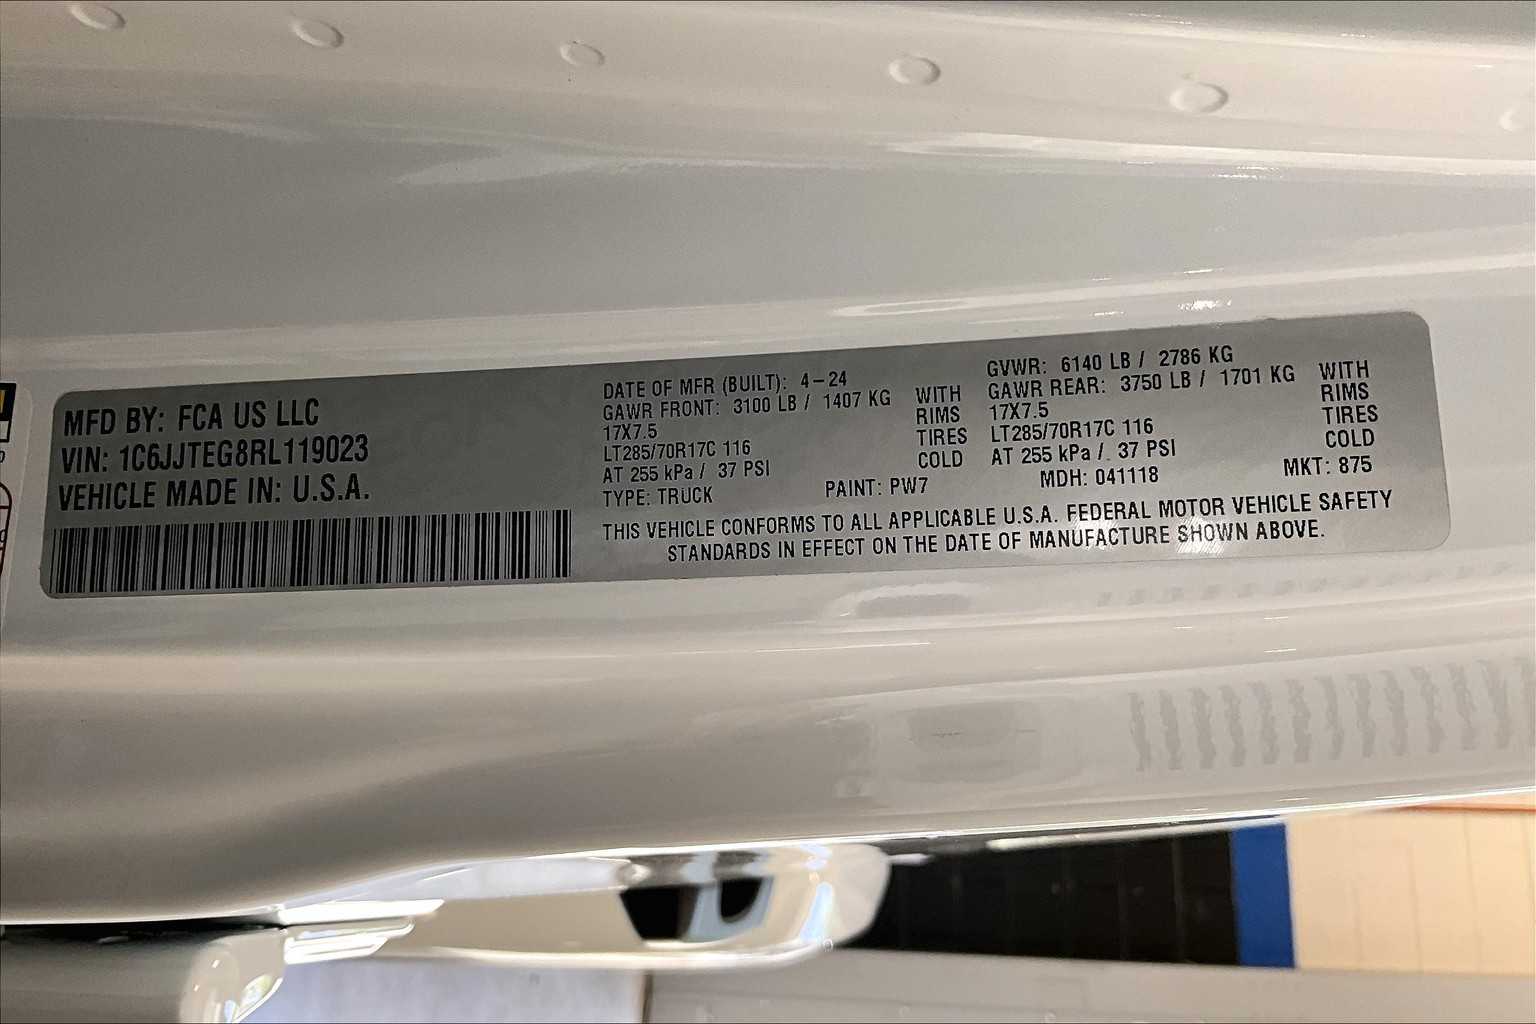 MFD BY: FCA US LLC
VIN: 1C6JJTEG8RL119023
VEHICLE MADE IN: U.S.A.
DATE OF MFR (BUILT): 4-24
GAWR FRONT: 3100 LB / 1407 KG WITH
17X7.5 RIMS
LT285/70R17C 116 TIRES
AT 255 kPa / 37 PSI COLD
GVWR: 6140 LB / 2786 KG
GAWR REAR: 3750 LB / 1701 KG WITH
17X7.5 RIMS
LT285/70R17C 116 TIRES
AT 255 kPa / 37 PSI COLD
TYPE: TRUCK PAINT: PW7 MDH: 041118 MKT: 875
THIS VEHICLE CONFORMS TO ALL APPLICABLE U.S.A. FEDERAL MOTOR VEHICLE SAFETY
STANDARDS IN EFFECT ON THE DATE OF MANUFACTURE SHOWN ABOVE.